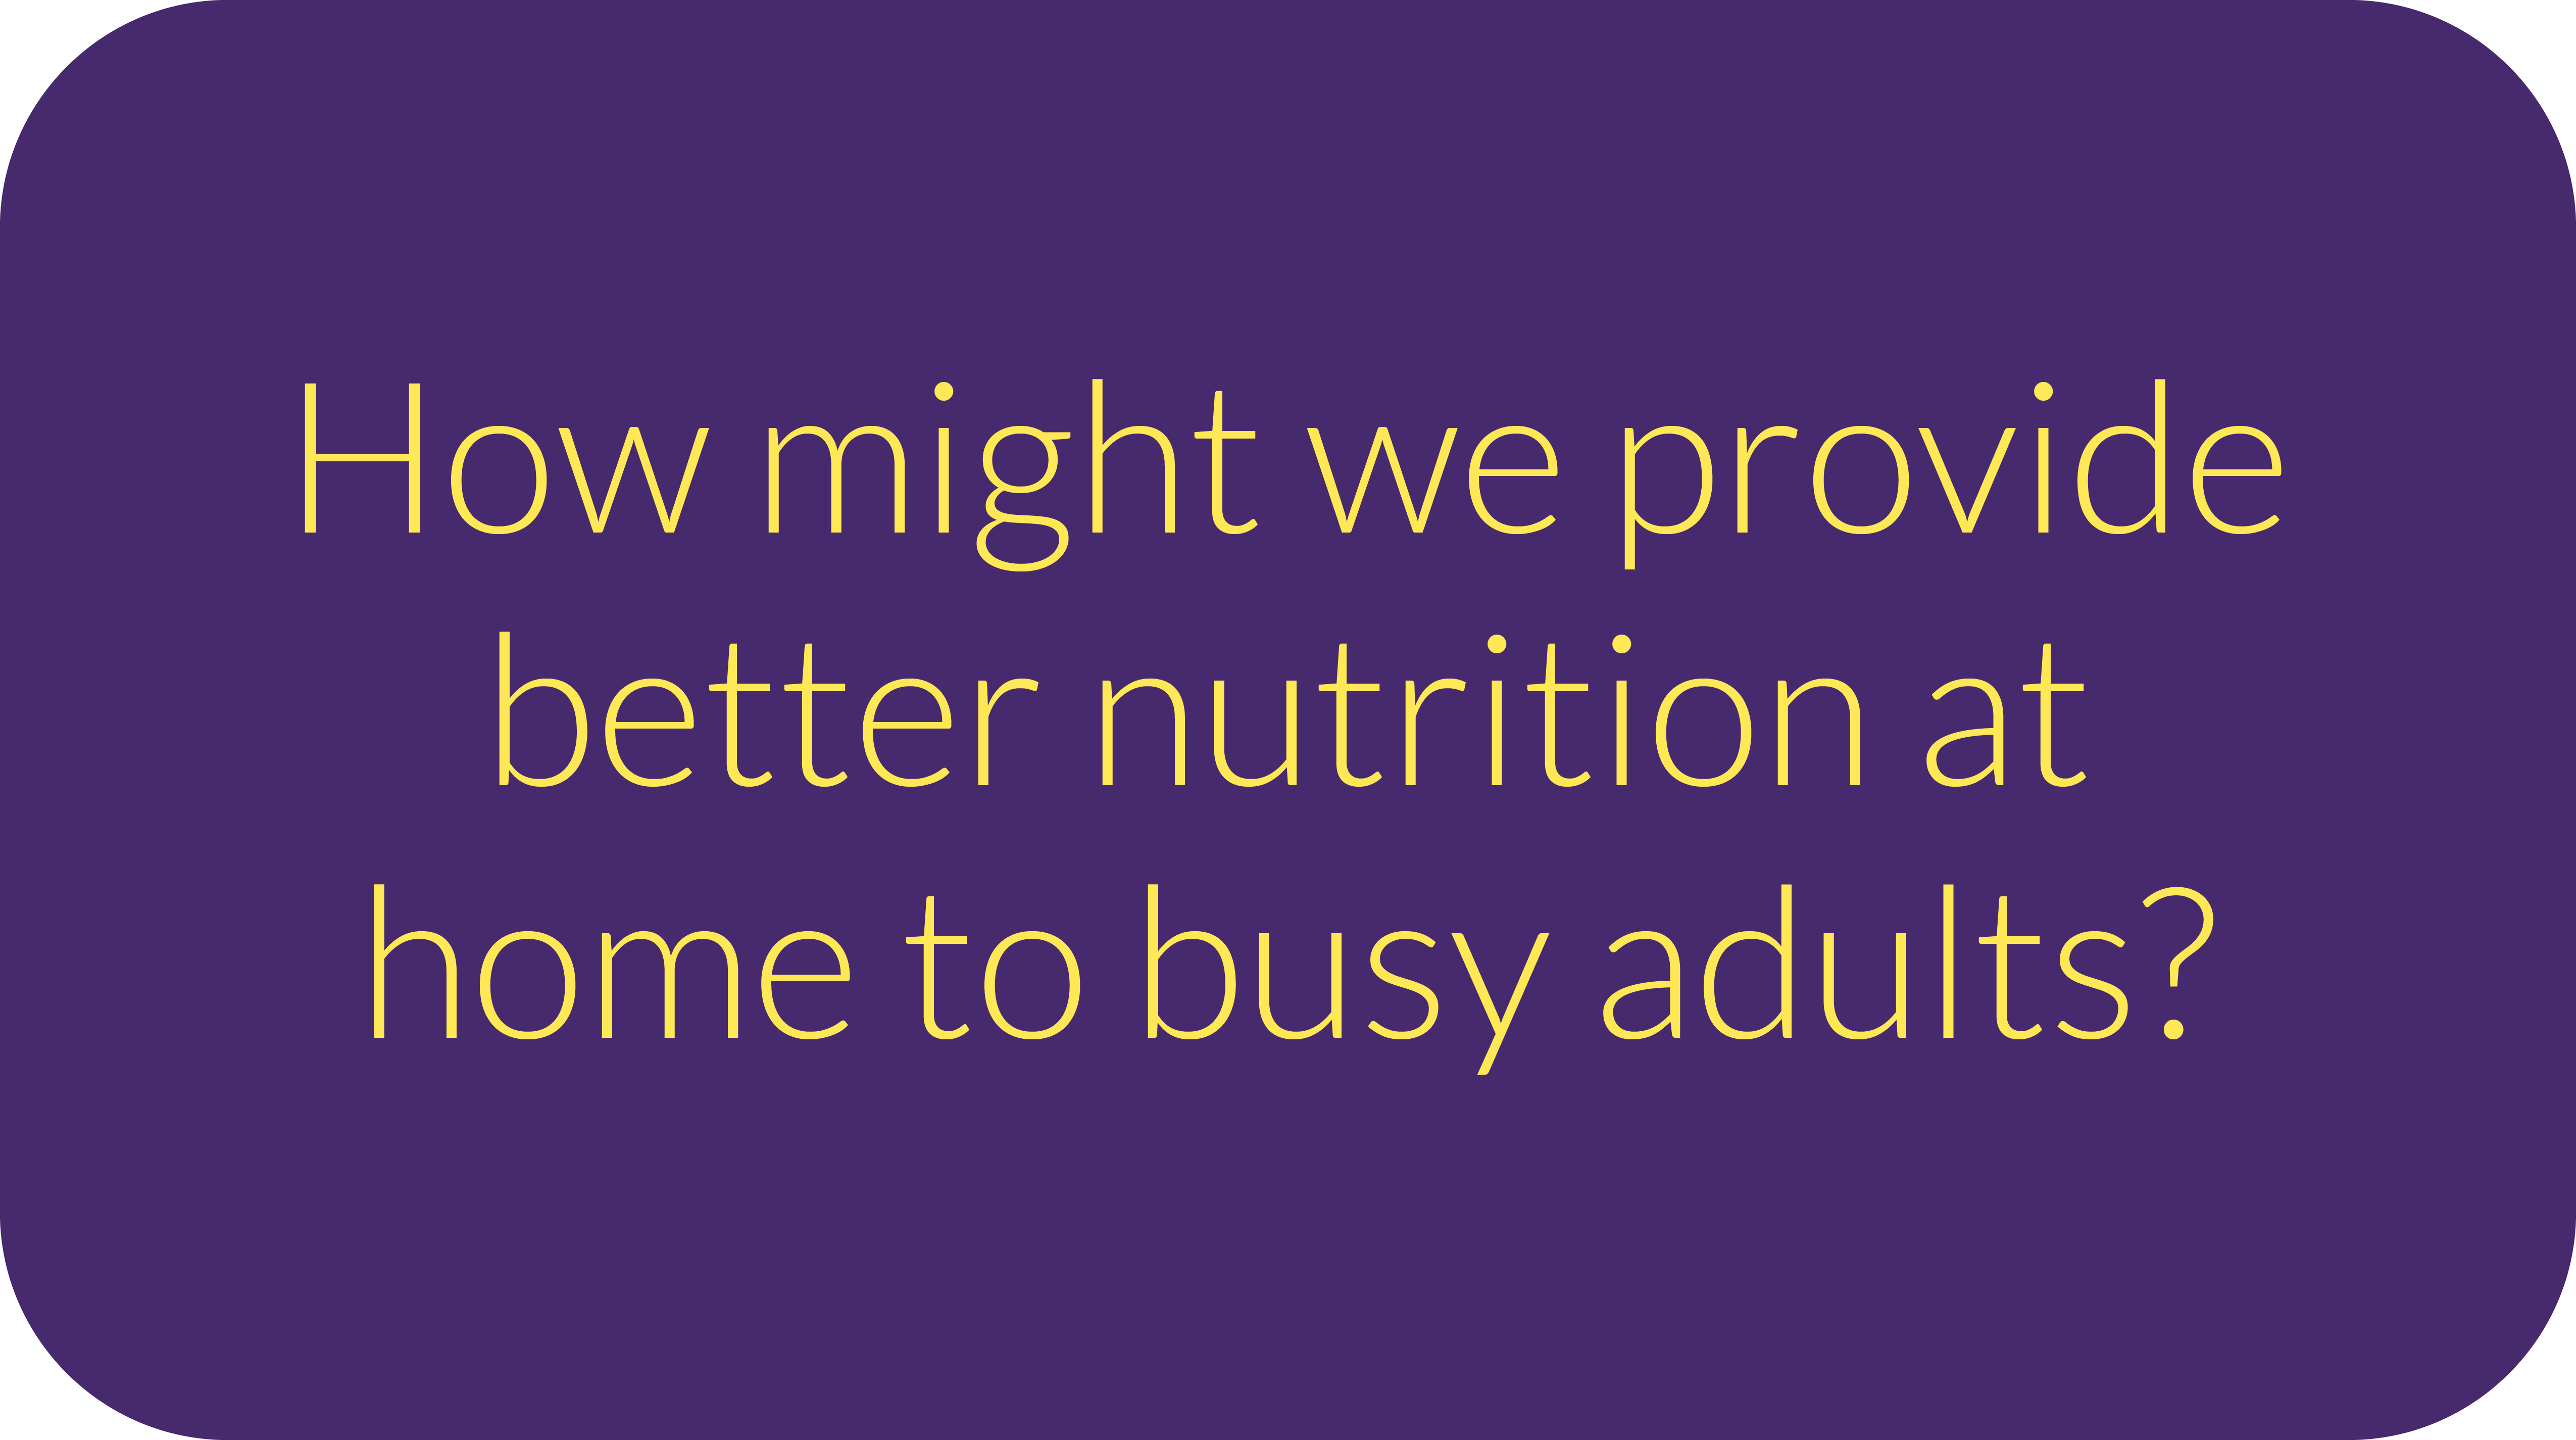 How might we provide
better nutrition at
home to busy adults?